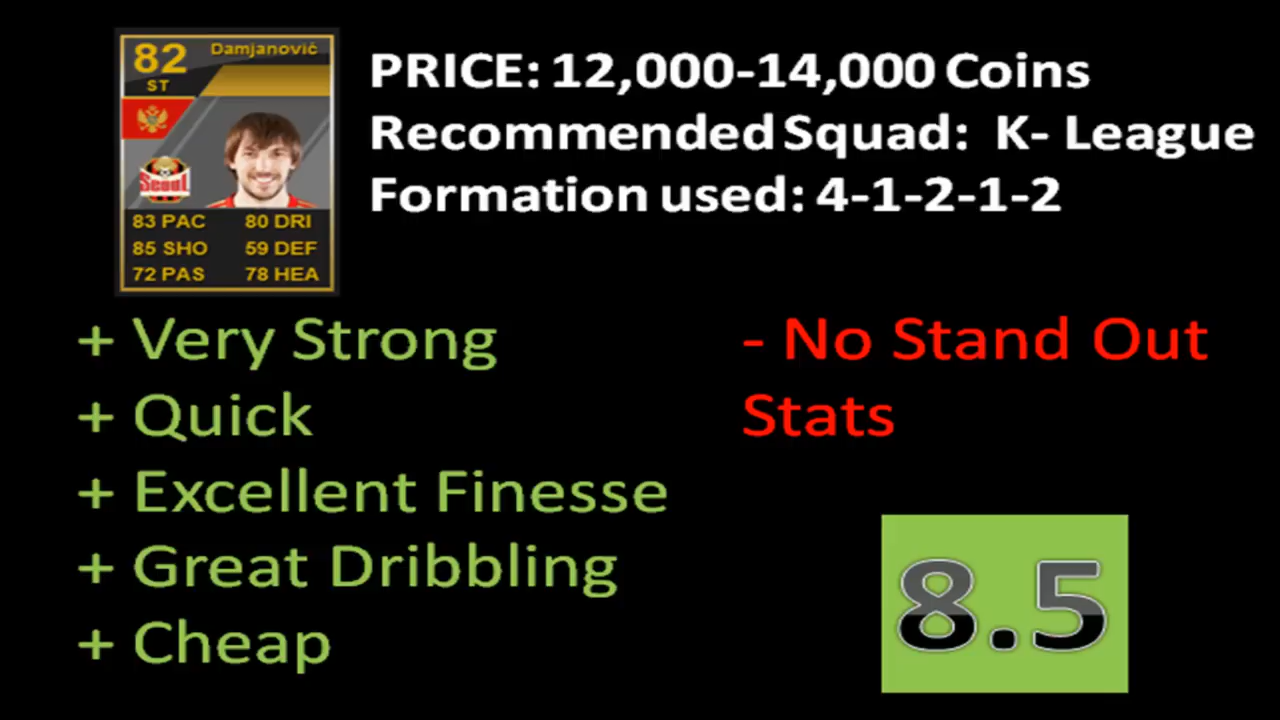 82 Damjanovič
ST
Seoul
83 PAC 80 DRI
85 SHO 59 DEF
72 PAS 78 HEA
PRICE: 12,000-14,000 Coins
Recommended Squad: K- League
Formation used: 4-1-2-1-2
+ Very Strong
+ Quick
+ Excellent Finesse
+ Great Dribbling
+ Cheap
- No Stand Out
Stats
8.5